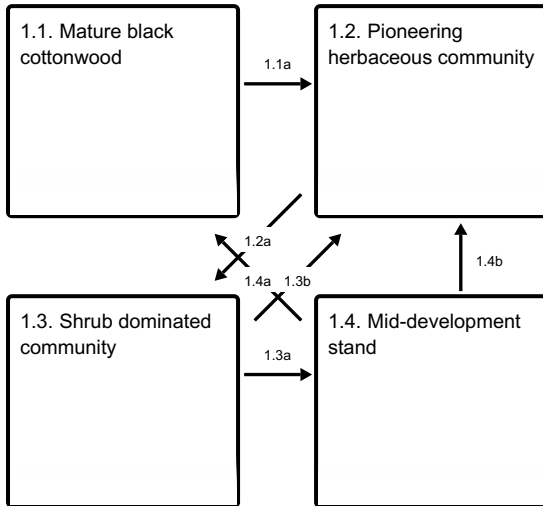 1.1. Mature black
cottonwood
1.2. Pioneering
herbaceous community
1.1a
1.2a
1.4a
1.3b
1.4b
1.3. Shrub dominated
community
1.4. Mid-development
stand
1.3a